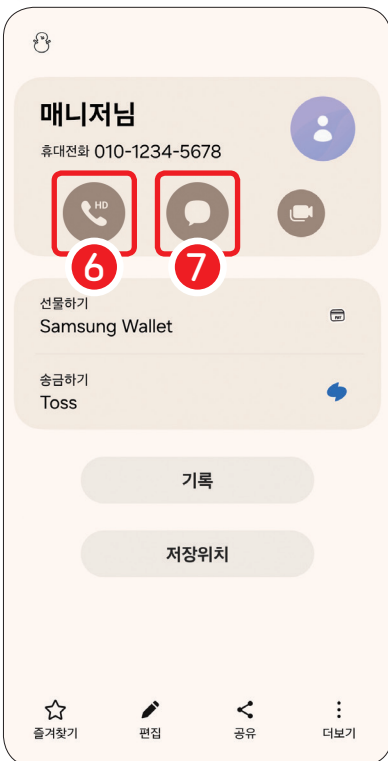 매니저님
휴대전화 010-1234-5678
HD
6 7
선물하기
Samsung Wallet
PAY
송금하기
Toss
기록
저장위치
즐겨찾기 편집 공유 더보기